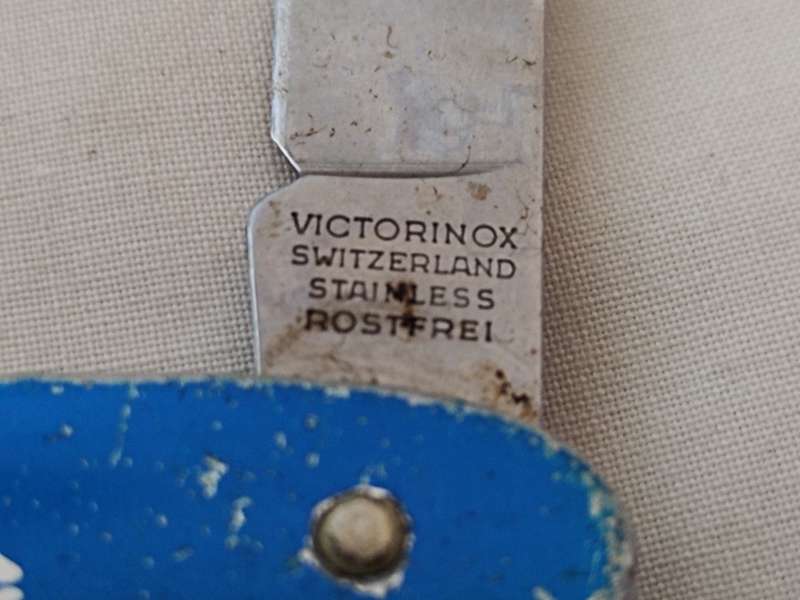 VICTORINOX
SWITZERLAND
STAINLESS
ROSTFREI